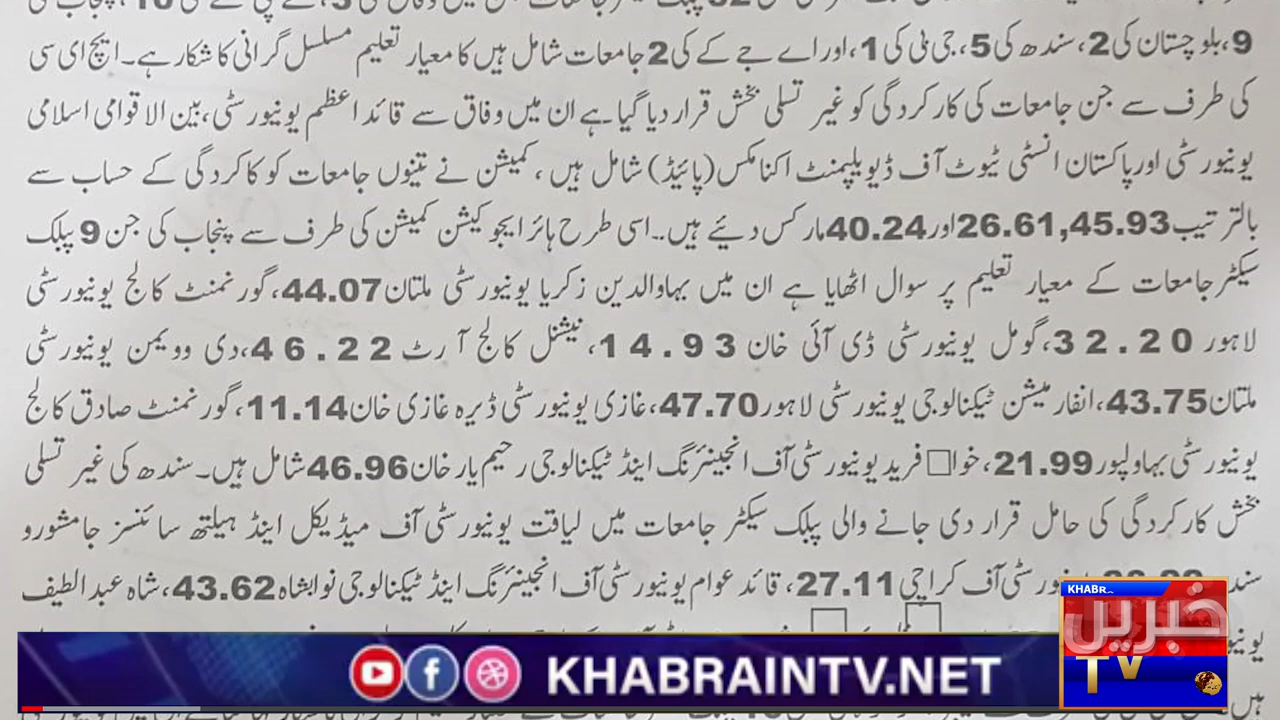 9، بلوچستان کی 2، سندھ کی 5، جی ٹی کی 1، اور اے جے کے کی 2 جامعات شامل ہیں کا معیار تعلیم مسلسل گرانی کا شکار ہے۔ ایچ ای سی
کی طرف سے جن جامعات کی کارکردگی کو غیر تسلی بخش قرار دیا گیا ہے ان میں وفاق سے قائد اعظم یونیورسٹی، بین الاقوامی اسلامی
یونیورسٹی اور پاکستان انسٹی ٹیوٹ آف ڈیویلپمنٹ اکنامکس (پائیڈ) شامل ہیں، کمیشن نے تینوں جامعات کو کاکردگی کے حساب سے
بالترتیب 26.61,45.93 اور 40.24 مارکس دیئے ہیں۔۔ اسی طرح ہائر ایجوکیشن کمیشن کی طرف سے پنجاب کی جن 9 پبلک
سیکٹر جامعات کے معیار تعلیم پر سوال اٹھایا ہے ان میں بہاوالدین زکریا یونیورسٹی ملتان 44.07، گورنمنٹ کالج یونیورسٹی
لاہور 32.20، گومل یونیورسٹی ڈی آئی خان 14.93، نیشنل کالج آرٹ 46.22، دی وویمن یونیورسٹی
ملتان 43.75، انفارمیشن ٹیکنالوجی یونیورسٹی لاہور 47.70، غازی یونیورسٹی ڈیرہ غازی خان 11.14، گورنمنٹ صادق کالج
یونیورسٹی بہاولپور 21.99، خوا□ فرید یونیورسٹی آف انجینئرنگ اینڈ ٹیکنالوجی رحیم یار خان 46.96 شامل ہیں۔ سندھ کی غیر تسلی
بخش کارکردگی کی حامل قرار دی جانے والی پبلک سیکٹر جامعات میں لیاقت یونیورسٹی آف میڈیکل اینڈ ہیلتھ سائنسز جامشورو
سندھ یونیورسٹی آف کراچی 27.11، قائد عوام یونیورسٹی آف انجینئرنگ اینڈ ٹیکنالوجی نوابشاہ 43.62، شاہ عبدالطیف
KHABRAINTV.NET
خبریں
TV